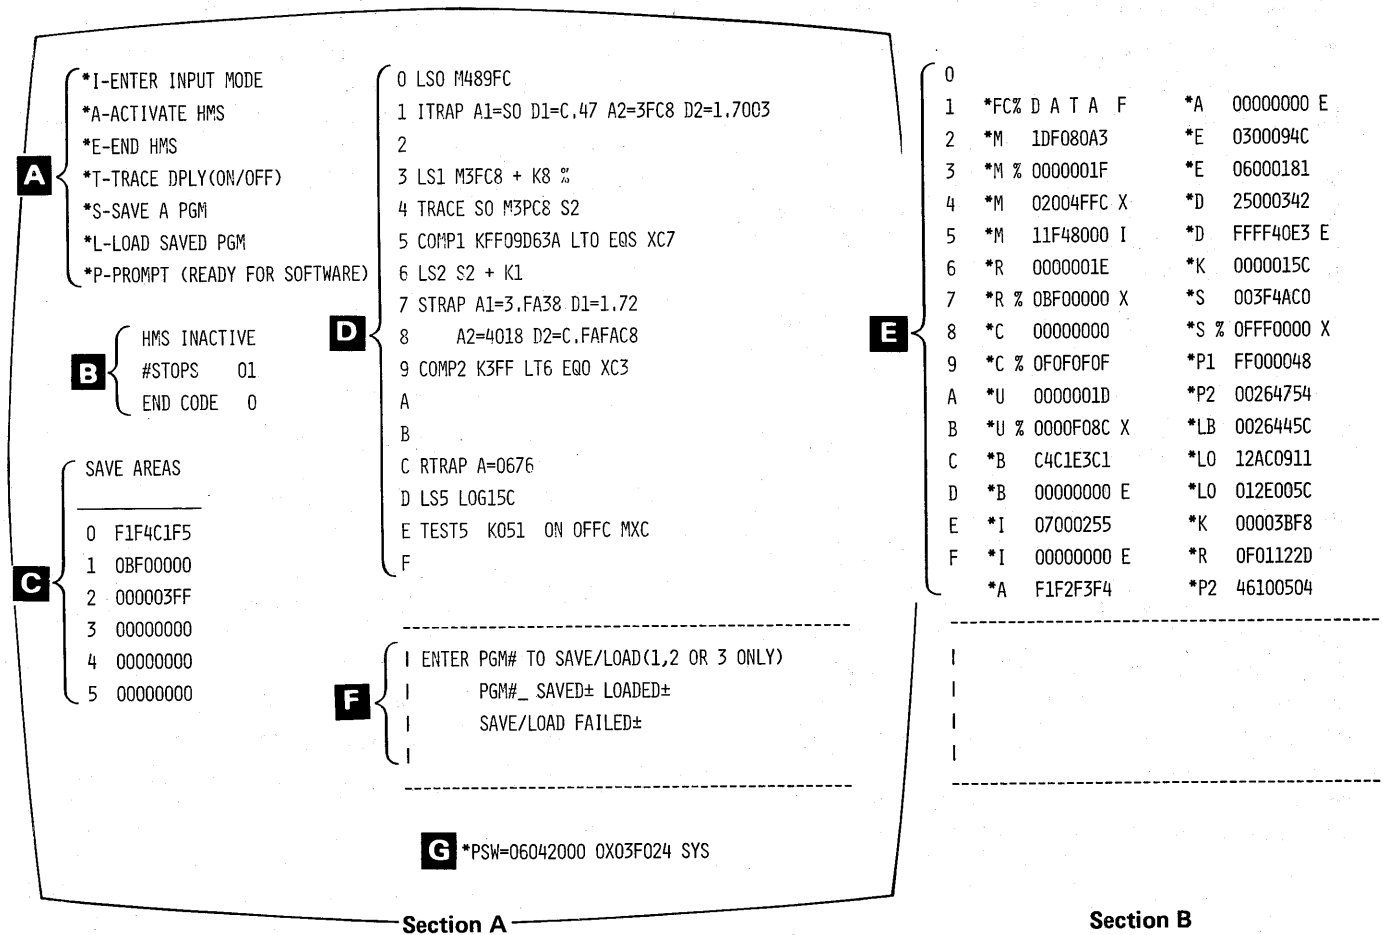 A
*I-ENTER INPUT MODE
*A-ACTIVATE HMS
*E-END HMS
*T-TRACE DPLY(ON/OFF)
*S-SAVE A PGM
*L-LOAD SAVED PGM
*P-PROMPT (READY FOR SOFTWARE)
B
HMS INACTIVE
#STOPS 01
END CODE 0
C
SAVE AREAS
0 F1F4C1F5
1 0BF00000
2 000003FF
3 00000000
4 00000000
5 00000000
D
0 LS0 M489FC
1 ITRAP A1=S0 D1=C.47 A2=3FC8 D2=1.7003
2
3 LS1 M3FC8 + K8 %
4 TRACE S0 M3PC8 S2
5 COMP1 KFF09D63A LT0 EQS XC7
6 LS2 S2 + K1
7 STRAP A1=3.FA38 D1=1.72
8 A2=4018 D2=C.FAFAC8
9 COMP2 K3FF LT6 EQ0 XC3
A
B
C RTRAP A=0676
D LS5 LOG15C
E TEST5 K051 ON OFFC MXC
F
F
ENTER PGM# TO SAVE/LOAD(1,2 OR 3 ONLY)
PGM#_ SAVED± LOADED±
SAVE/LOAD FAILED±
G *PSW=06042000 0X03F024 SYS
Section A
E
0
1 *FC% D A T A F *A 00000000 E
2 *M 1DF080A3 *E 0300094C
3 *M % 0000001F *E 06000181
4 *M 02004FFC X *D 25000342
5 *M 11F48000 I *D FFFF40E3 E
6 *R 0000001E *K 0000015C
7 *R % 0BF00000 X *S 003F4AC0
8 *C 00000000 *S % 0FFF0000 X
9 *C % 0F0F0F0F *P1 FF000048
A *U 0000001D *P2 00264754
B *U % 0000F08C X *LB 0026445C
C *B C4C1E3C1 *LO 12AC0911
D *B 00000000 E *LO 012E005C
E *I 07000255 *K 00003BF8
F *I 00000000 E *R 0F01122D
*A F1F2F3F4 *P2 46100504
Section B